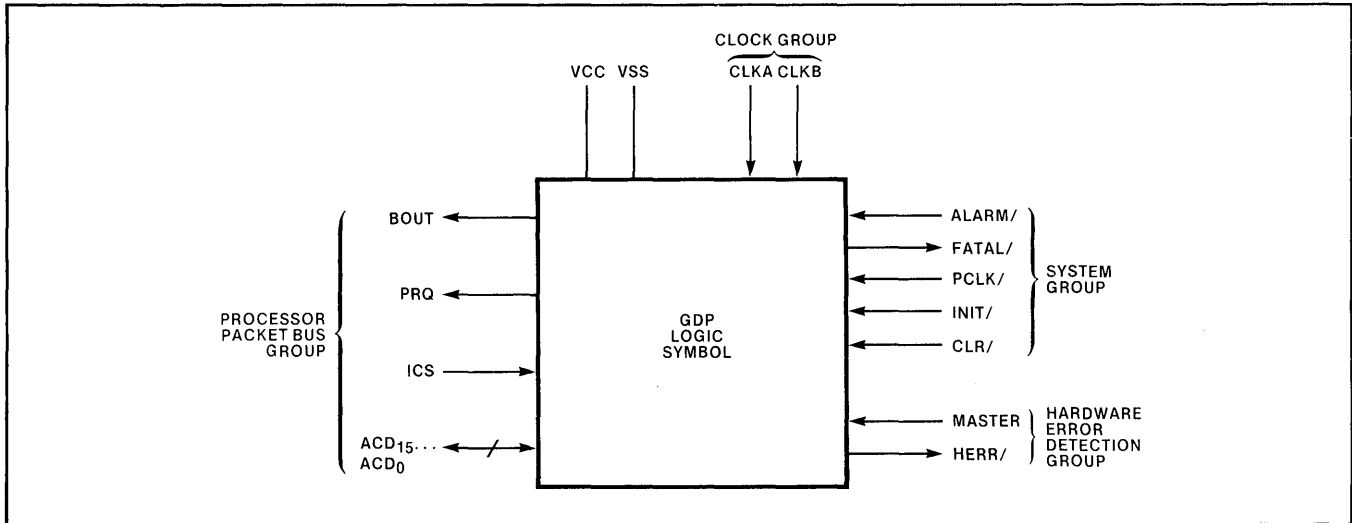 CLOCK GROUP
VCC VSS CLKA CLKB
BOUT
PRQ
ICS
ACD15...
ACD0
PROCESSOR
PACKET BUS
GROUP
GDP
LOGIC
SYMBOL
ALARM/
FATAL/
PCLK/
INIT/
CLR/
SYSTEM
GROUP
MASTER
HERR/
HARDWARE
ERROR
DETECTION
GROUP